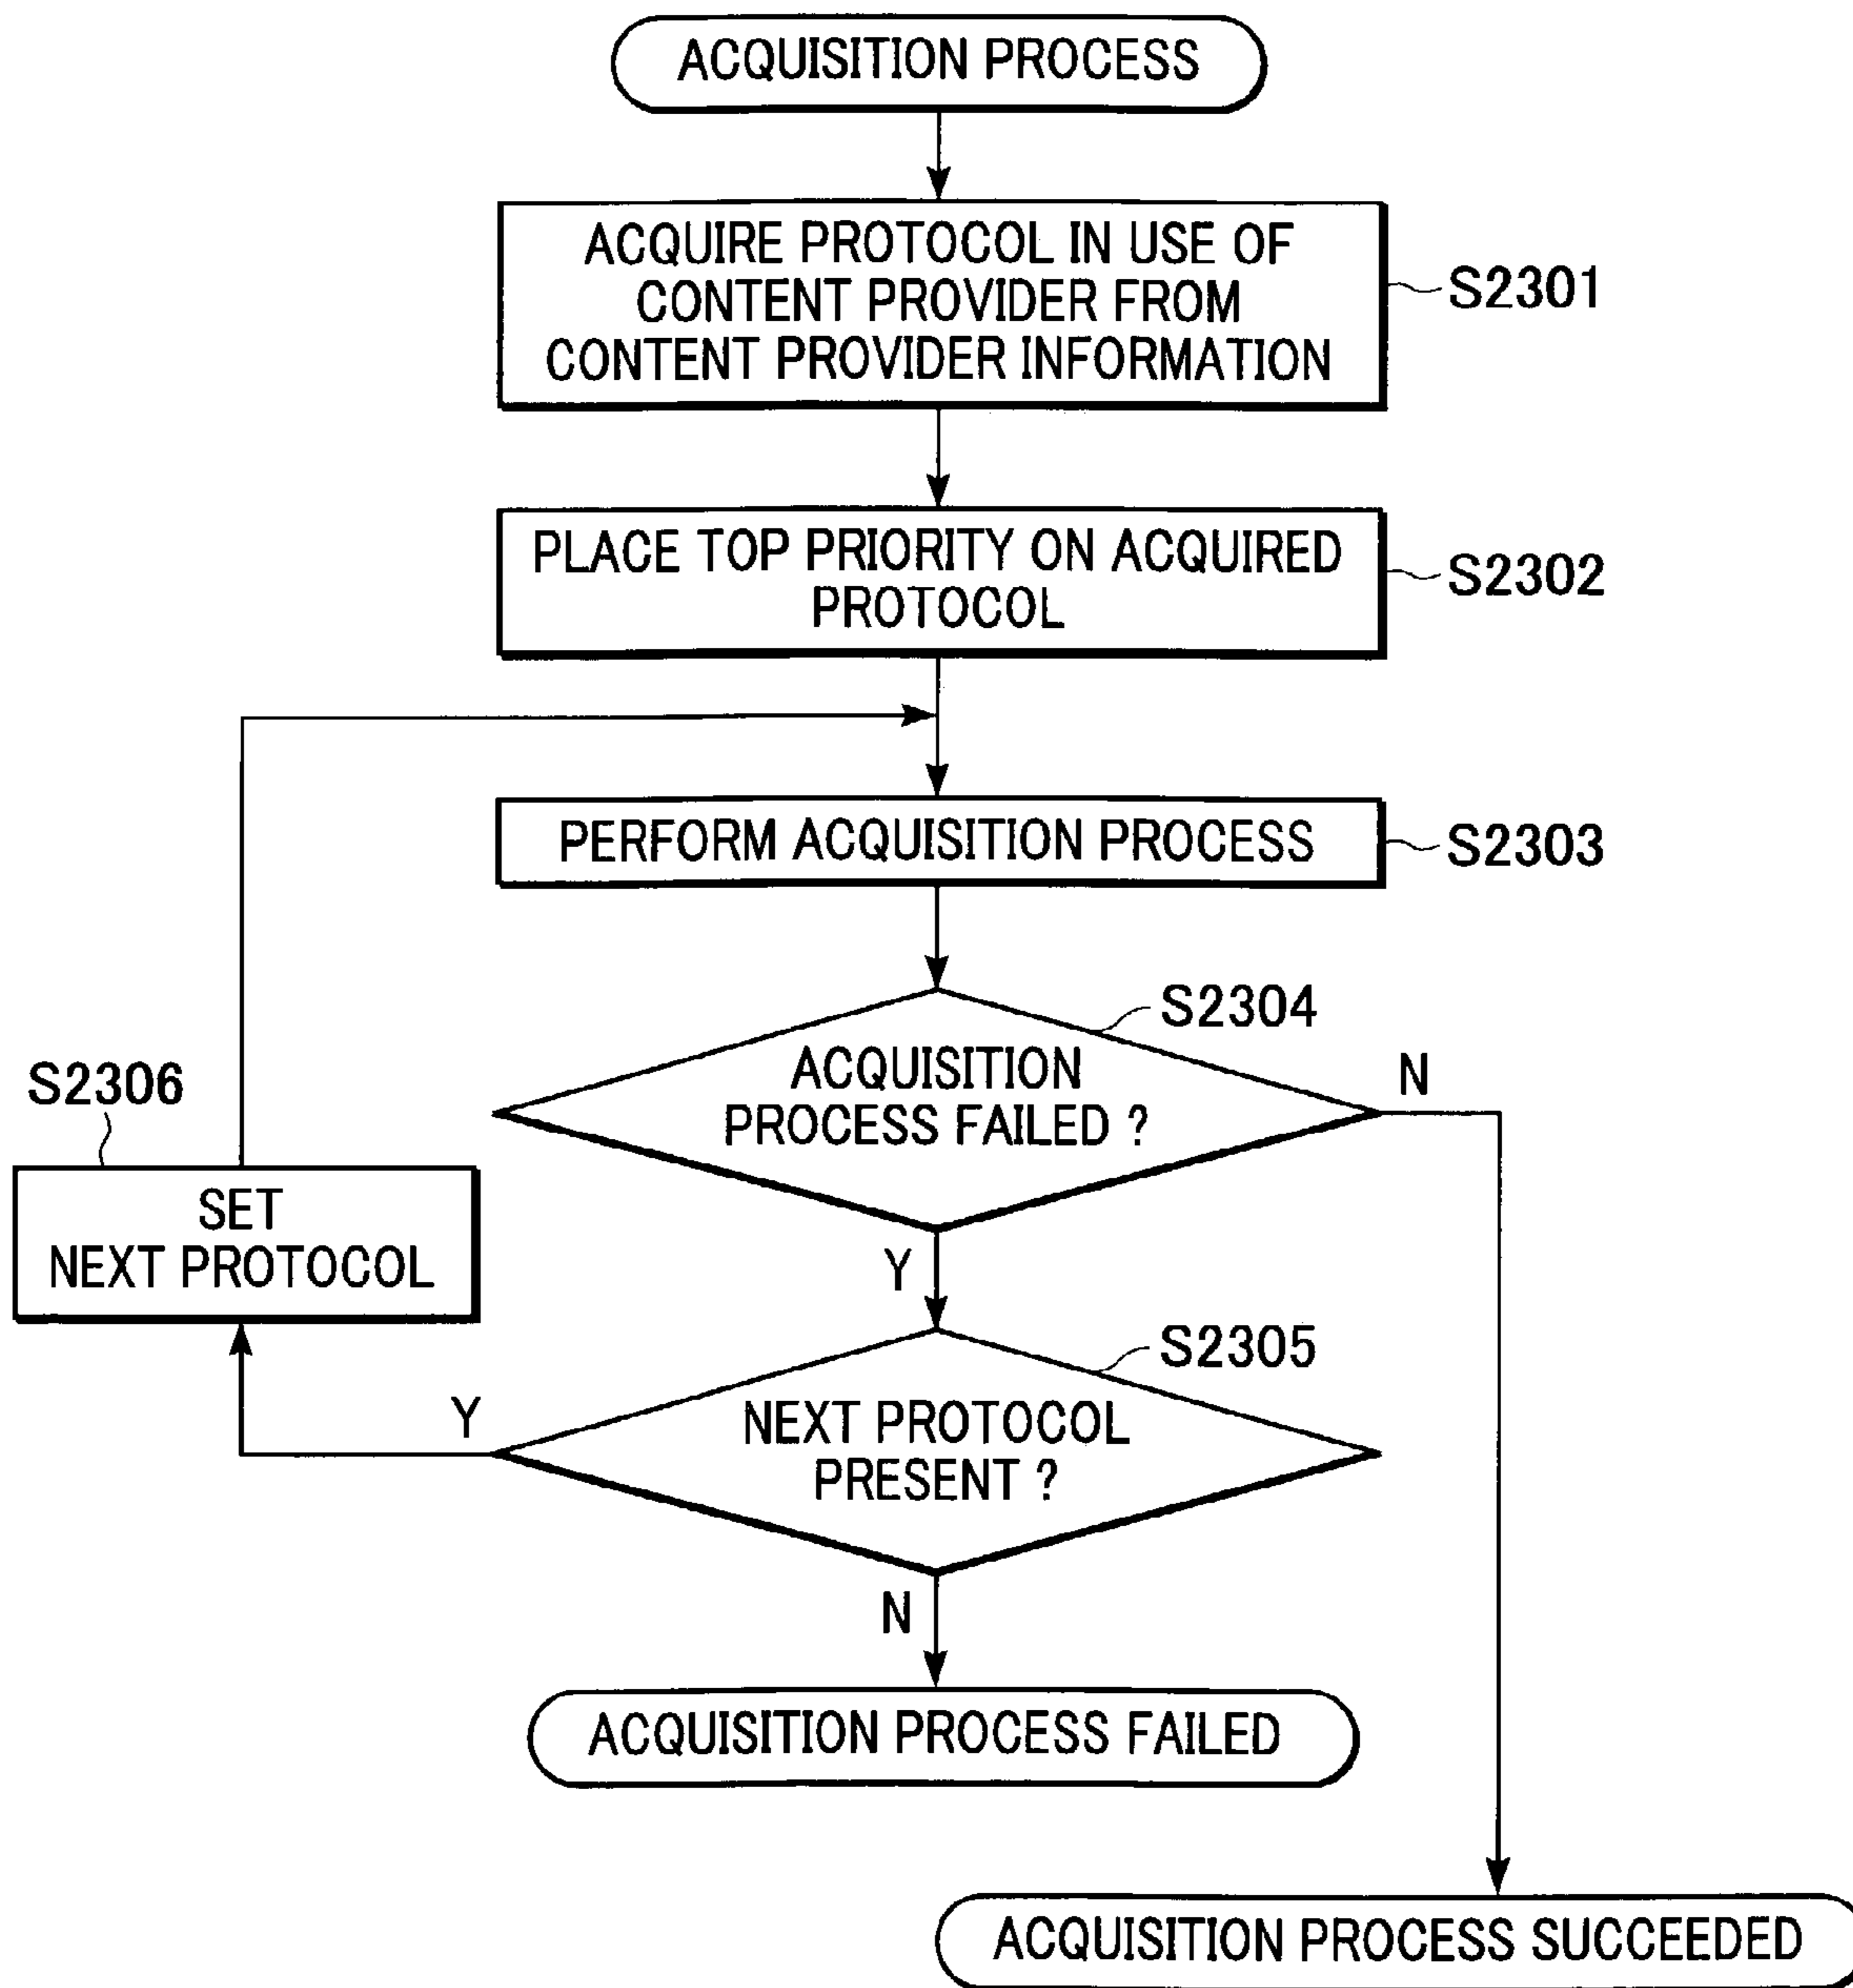 ACQUISITION PROCESS
ACQUIRE PROTOCOL IN USE OF
CONTENT PROVIDER FROM
CONTENT PROVIDER INFORMATION
S2301
PLACE TOP PRIORITY ON ACQUIRED
PROTOCOL
S2302
PERFORM ACQUISITION PROCESS
S2303
S2304
ACQUISITION
PROCESS FAILED ?
N
S2306
SET
NEXT PROTOCOL
Y
S2305
NEXT PROTOCOL
PRESENT ?
Y
N
ACQUISITION PROCESS FAILED
ACQUISITION PROCESS SUCCEEDED